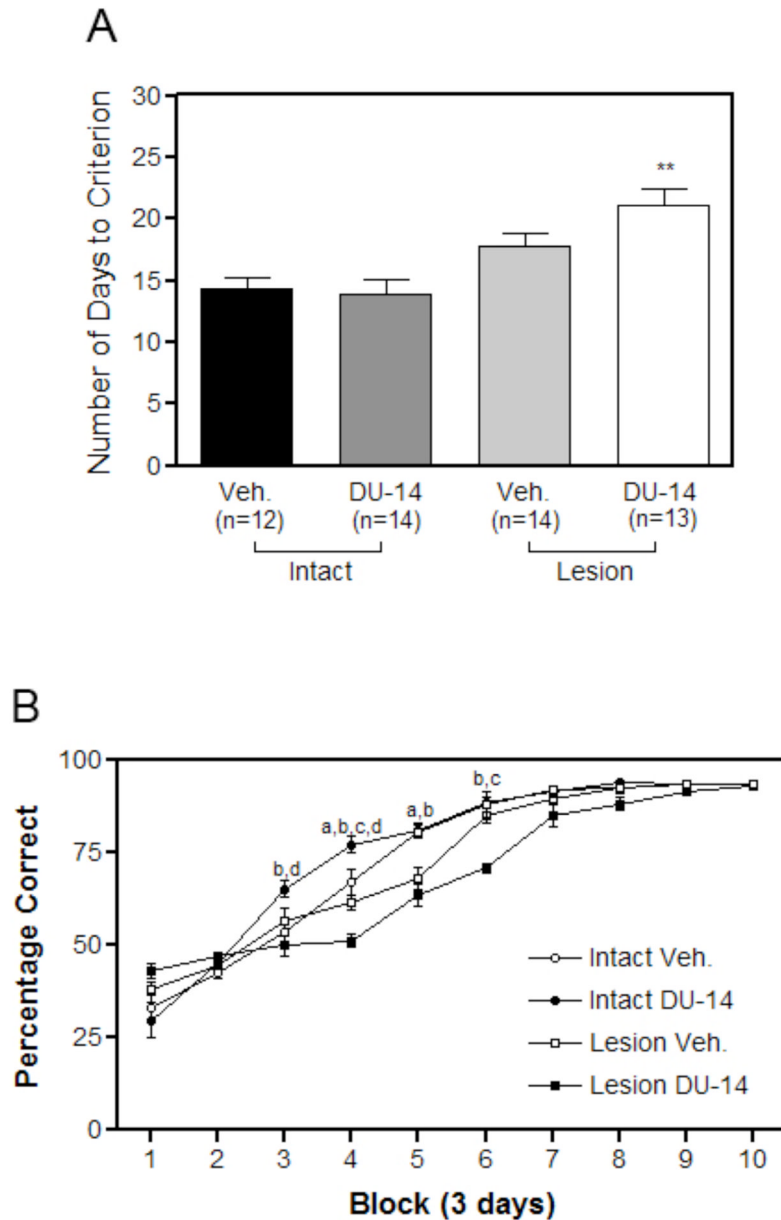 A
Number of Days to Criterion
30
25
20
15
10
5
0
**
Veh. DU-14 Veh. DU-14
(n=12) (n=14) (n=14) (n=13)
Intact Lesion
B
Percentage Correct
100
75
50
25
0
b,d
a,b,c,d
a,b
b,c
Intact Veh.
Intact DU-14
Lesion Veh.
Lesion DU-14
1 2 3 4 5 6 7 8 9 10
Block (3 days)